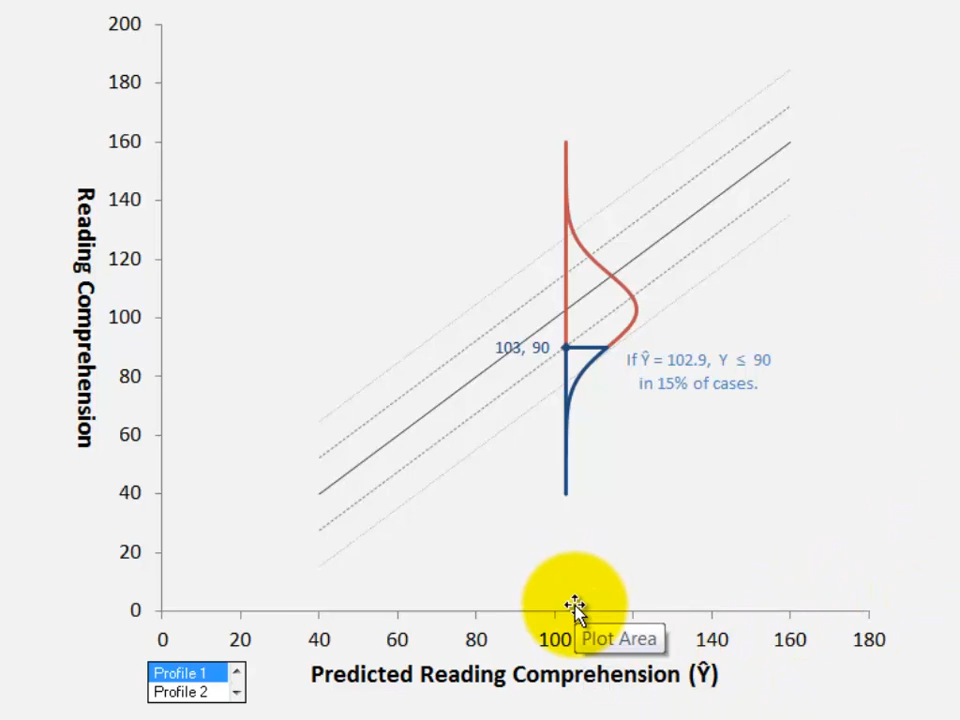 200
180
160
140
120
100
80
60
40
20
0
Reading Comprehension
103, 90
If Ŷ = 102.9, Y ≤ 90
in 15% of cases.
0 20 40 60 80 100 140 160 180
Plot Area
Predicted Reading Comprehension (Ŷ)
Profile 1
Profile 2